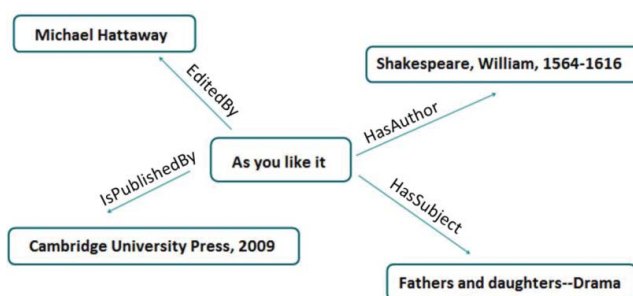 Michael Hattaway
Shakespeare, William, 1564-1616
EditedBy
HasAuthor
As you like it
IsPublishedBy
HasSubject
Cambridge University Press, 2009
Fathers and daughters--Drama